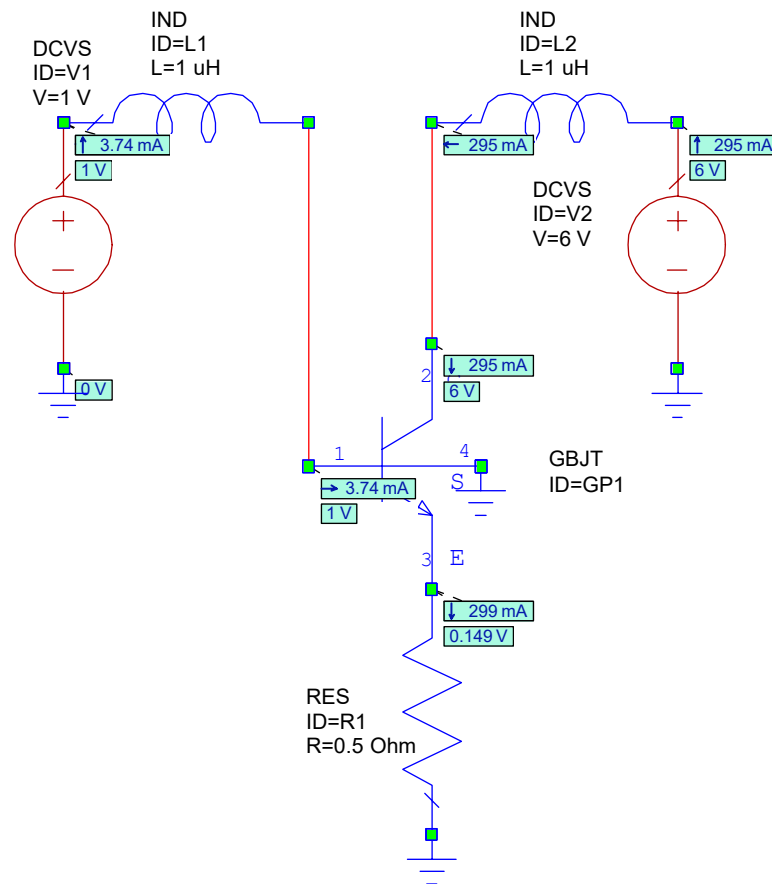 IND
ID=L1
L=1 uH
DCVS
ID=V1
V=1 V
3.74 mA
1 V
0 V
IND
ID=L2
L=1 uH
295 mA
295 mA
6 V
DCVS
ID=V2
V=6 V
2
295 mA
6 V
1
4
S
3.74 mA
1 V
GBJT
ID=GP1
3
E
299 mA
0.149 V
RES
ID=R1
R=0.5 Ohm